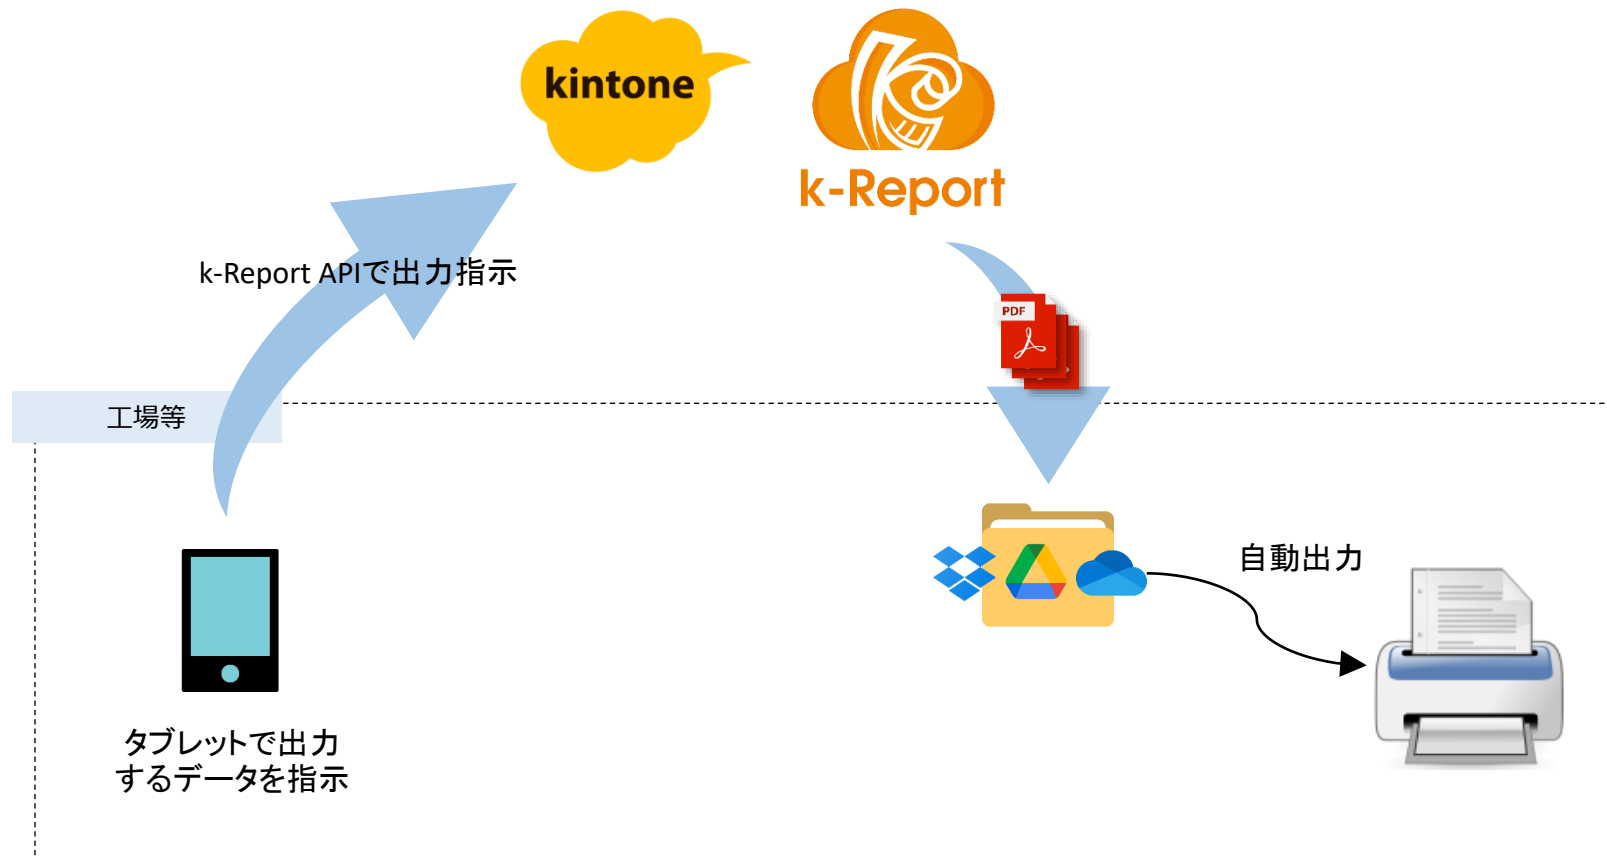 kintone
k-Report
k-Report APIで出力指示
PDF
工場等
自動出力
タブレットで出力
するデータを指示